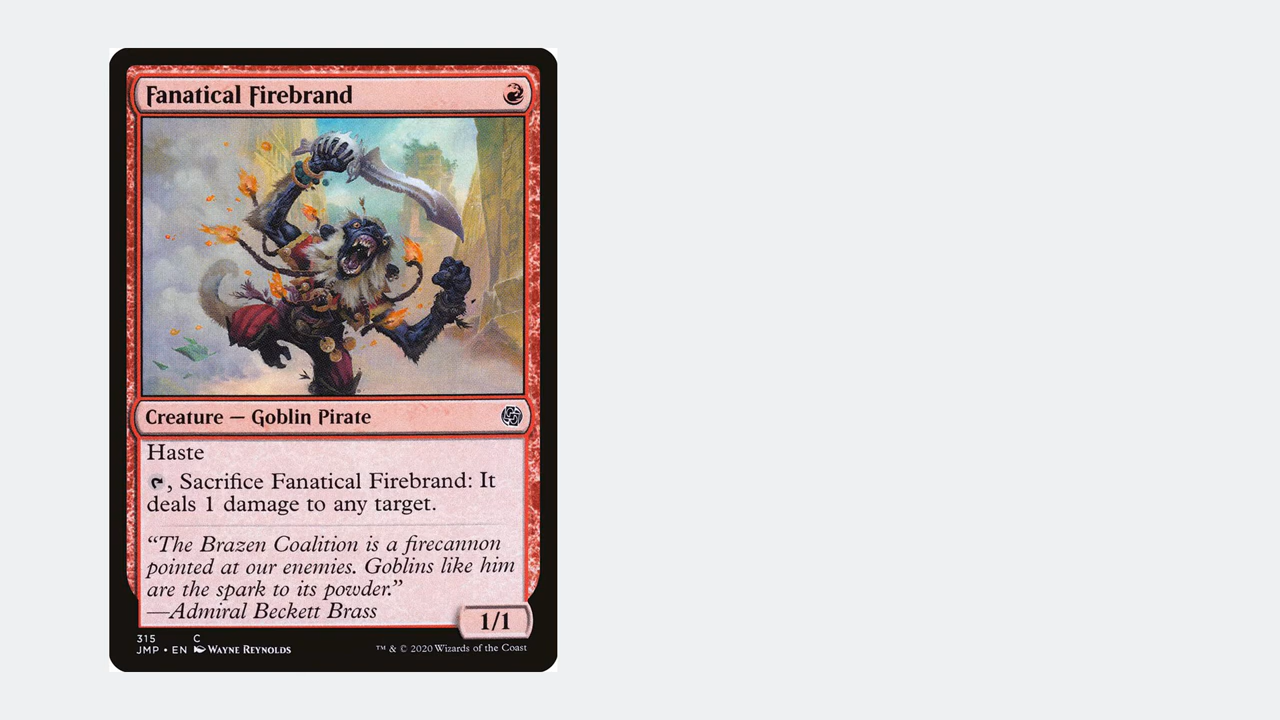 Fanatical Firebrand
Creature — Goblin Pirate
Haste
, Sacrifice Fanatical Firebrand: It
deals 1 damage to any target.
“The Brazen Coalition is a firecannon
pointed at our enemies. Goblins like him
are the spark to its powder.”
—Admiral Beckett Brass
1/1
315 C
JMP • EN Wayne Reynolds
™ & © 2020 Wizards of the Coast